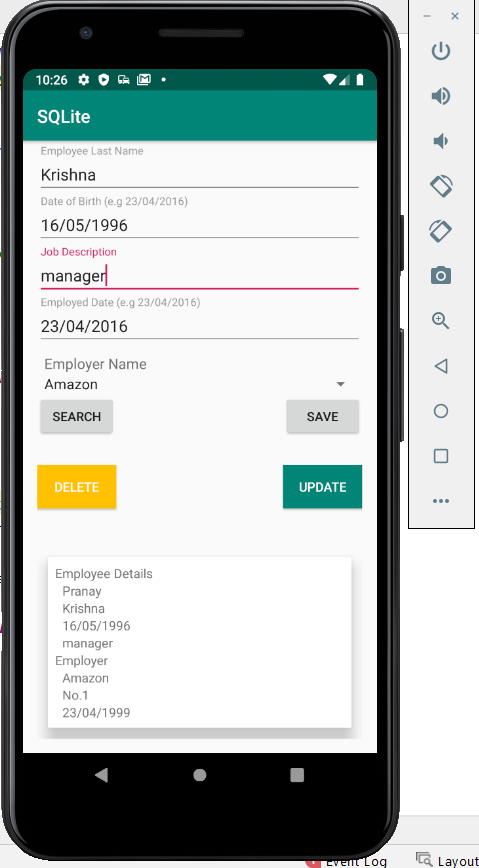 10:26
SQLite
Employee Last Name
Krishna
Date of Birth (e.g 23/04/2016)
16/05/1996
Job Description
manager
Employed Date (e.g 23/04/2016)
23/04/2016
Employer Name
Amazon
SEARCH SAVE
DELETE UPDATE
Employee Details
Pranay
Krishna
16/05/1996
manager
Employer
Amazon
No.1
23/04/1999
Event Log Layout